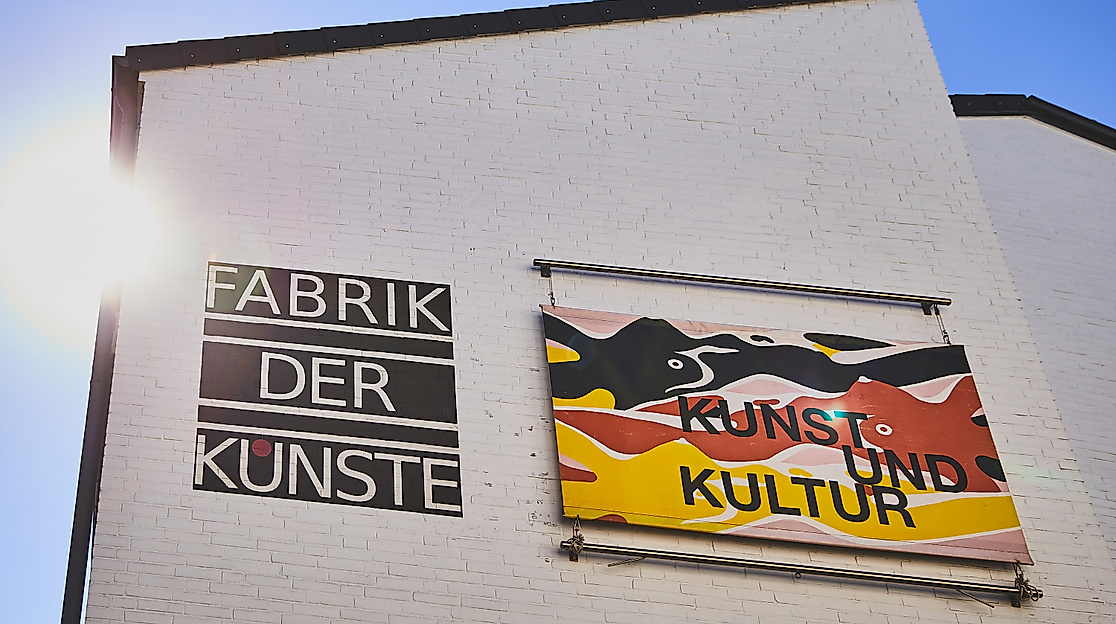 FABRIK
DER
KÜNSTE
KUNST
UND
KULTUR